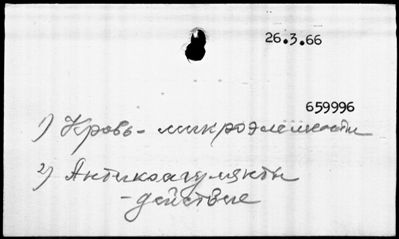 26.3.66
659996
1) Кровь - микроэлементы
2) Антикоагулянты
- действие